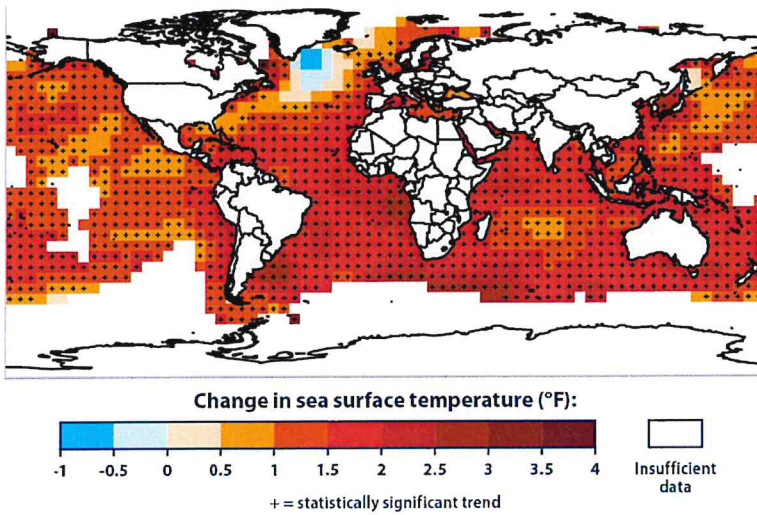 Change in sea surface temperature (°F):
-1 -0.5 0 0.5 1 1.5 2 2.5 3 3.5 4
Insufficient
data
+ = statistically significant trend